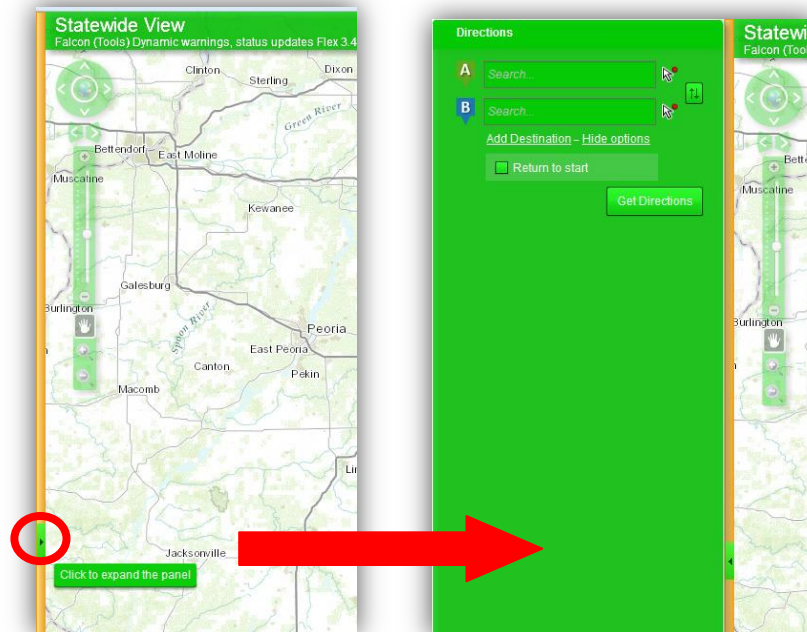 Statewide View
Falcon (Tools) Dynamic warnings, status updates Flex 3.4
Clinton
Dixon
Sterling
Green River
Bettendorf
East Moline
Muscatine
Kewanee
Galesburg
Burlington
Spoon River
Peoria
East Peoria
Canton
Pekin
Macomb
Lin
Jacksonville
Click to expand the panel
Directions
A
Search...
B
Search...
Add Destination – Hide options
Return to start
Get Directions
Statewi
Falcon (Tool
Bette
Muscatine
Burlington